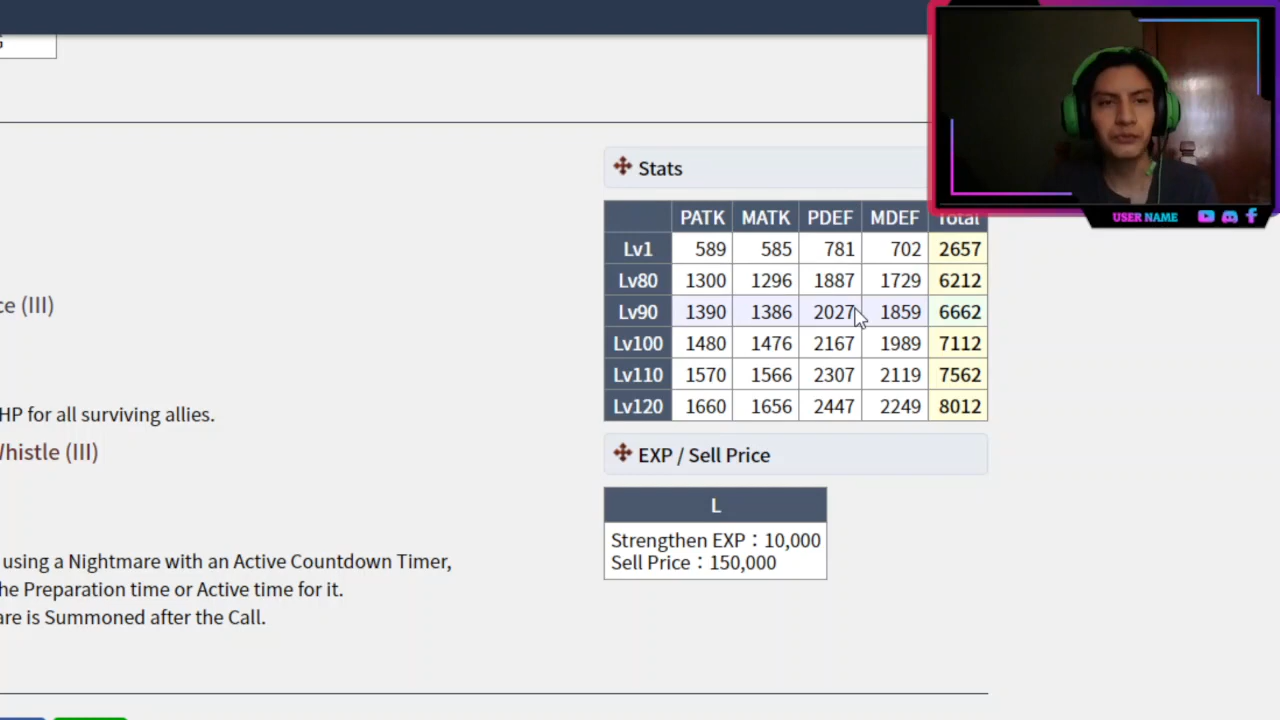 ce (III)
HP for all surviving allies.
Whistle (III)
using a Nightmare with an Active Countdown Timer,
the Preparation time or Active time for it.
are is Summoned after the Call.
Stats
PATK MATK PDEF MDEF Total
Lv1 589 585 781 702 2657
Lv80 1300 1296 1887 1729 6212
Lv90 1390 1386 2027 1859 6662
Lv100 1480 1476 2167 1989 7112
Lv110 1570 1566 2307 2119 7562
Lv120 1660 1656 2447 2249 8012
EXP / Sell Price
L
Strengthen EXP：10,000
Sell Price：150,000
USER NAME